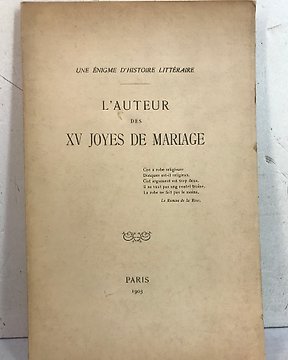 UNE ÉNIGME D'HISTOIRE LITTÉRAIRE
L'AUTEUR
DES
XV JOYES DE MARIAGE
Cist a robe religieuse:
Donques est-il religieux.
Cist argument est trop deux,
Il ne vaut pas ung coutel troine,
La robe ne fait pas le moine.
Le Roman de la Rose.
PARIS
1903